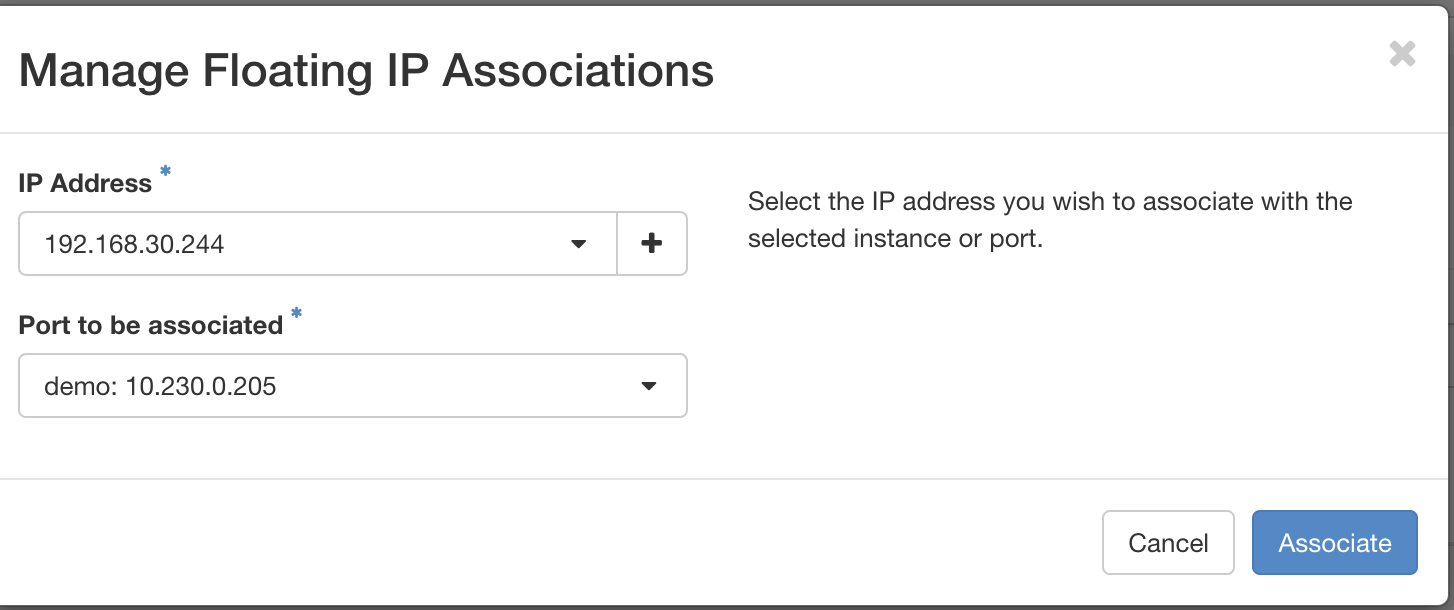 Manage Floating IP Associations
IP Address *
192.168.30.244
Port to be associated *
demo: 10.230.0.205
Select the IP address you wish to associate with the
selected instance or port.
Cancel
Associate